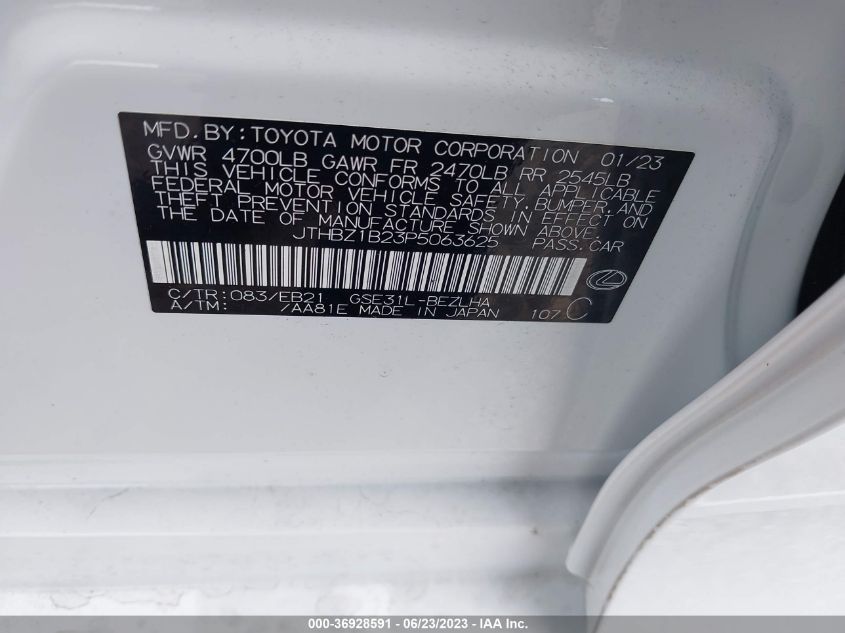 MFD.BY:TOYOTA MOTOR CORPORATION 01/23
GVWR 4700LB GAWR FR 2470LB RR 2545LB
THIS VEHICLE CONFORMS TO ALL APPLICABLE
FEDERAL MOTOR VEHICLE SAFETY,BUMPER,AND
THEFT PREVENTION STANDARDS IN EFFECT ON
THE DATE OF MANUFACTURE SHOWN ABOVE.
JTHBZ1B23P5063625 PASS.CAR
C/TR:083/EB21 GSE31L-BEZLHA
A/TM: /AA81E MADE IN JAPAN 107 C
000-36928591 - 06/23/2023 - IAA Inc.